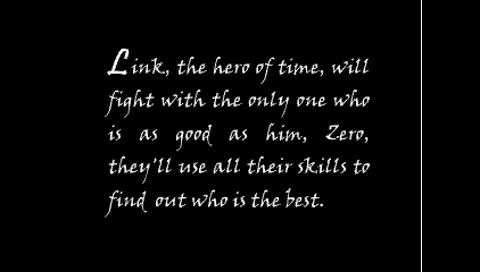 Link, the hero of time, will
fight with the only one who
is as good as him, Zero,
they'll use all their skills to
find out who is the best.